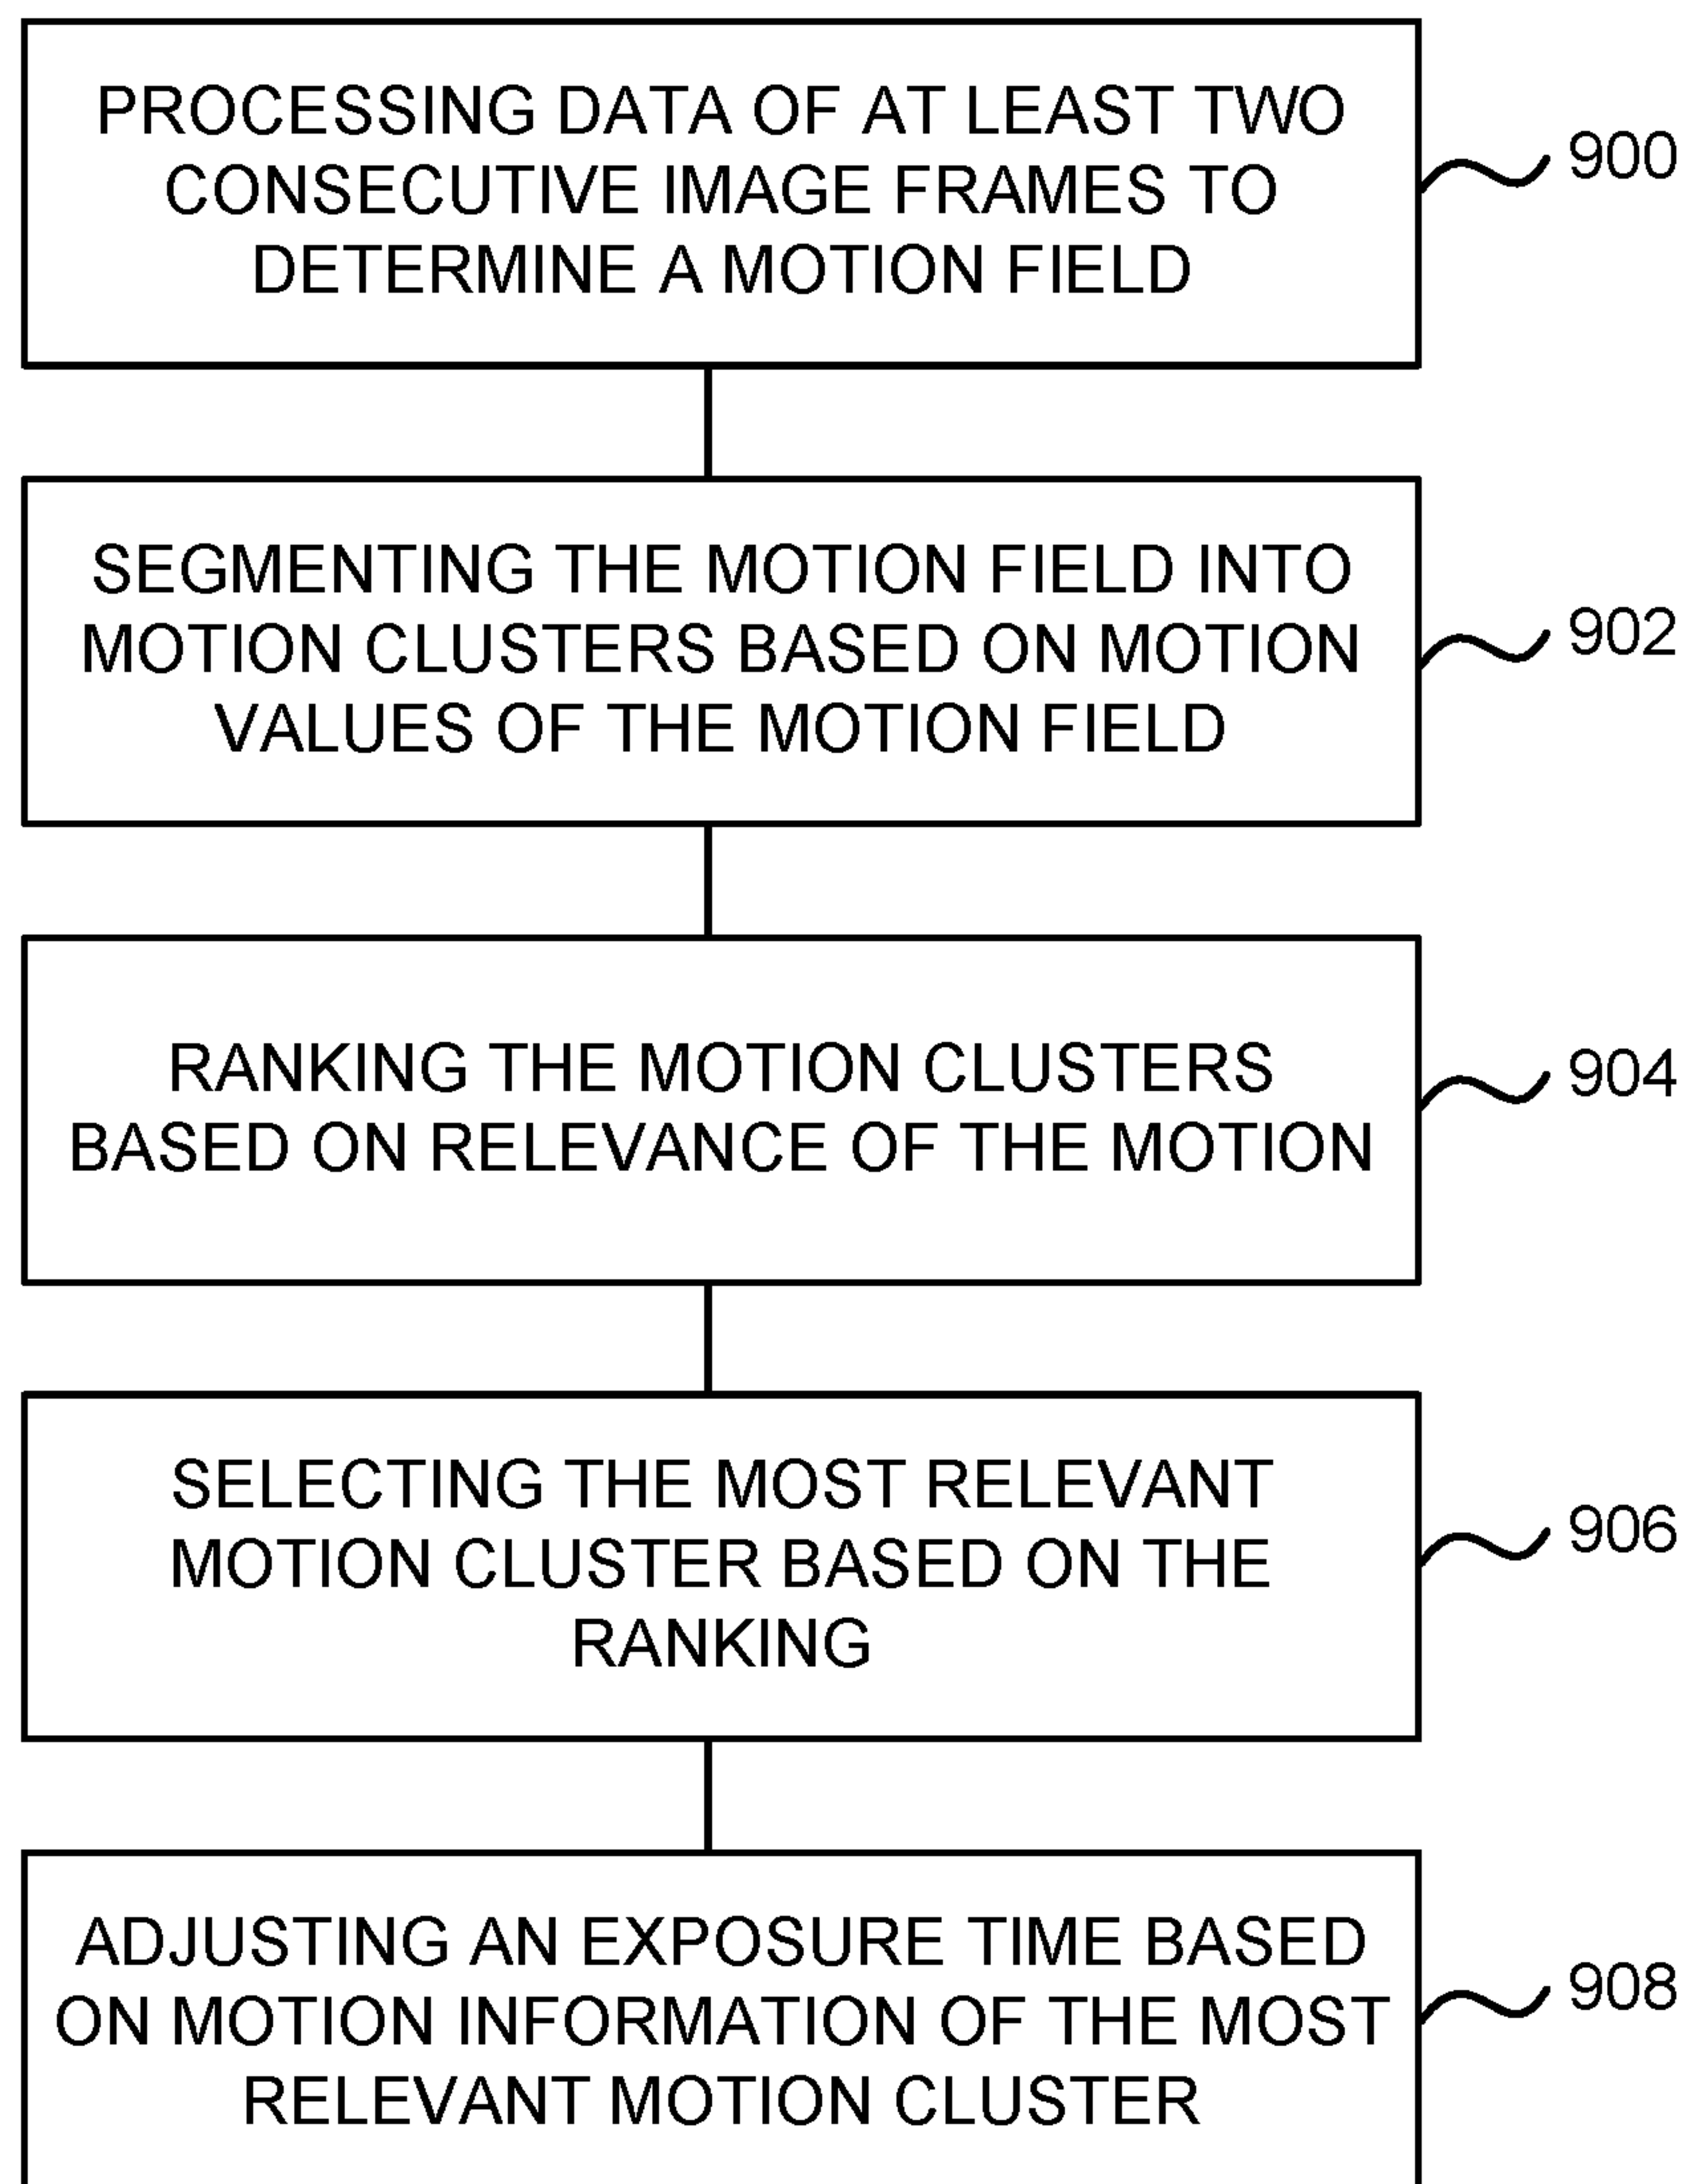 PROCESSING DATA OF AT LEAST TWO
CONSECUTIVE IMAGE FRAMES TO
DETERMINE A MOTION FIELD
900
SEGMENTING THE MOTION FIELD INTO
MOTION CLUSTERS BASED ON MOTION
VALUES OF THE MOTION FIELD
902
RANKING THE MOTION CLUSTERS
BASED ON RELEVANCE OF THE MOTION
904
SELECTING THE MOST RELEVANT
MOTION CLUSTER BASED ON THE
RANKING
906
ADJUSTING AN EXPOSURE TIME BASED
ON MOTION INFORMATION OF THE MOST
RELEVANT MOTION CLUSTER
908